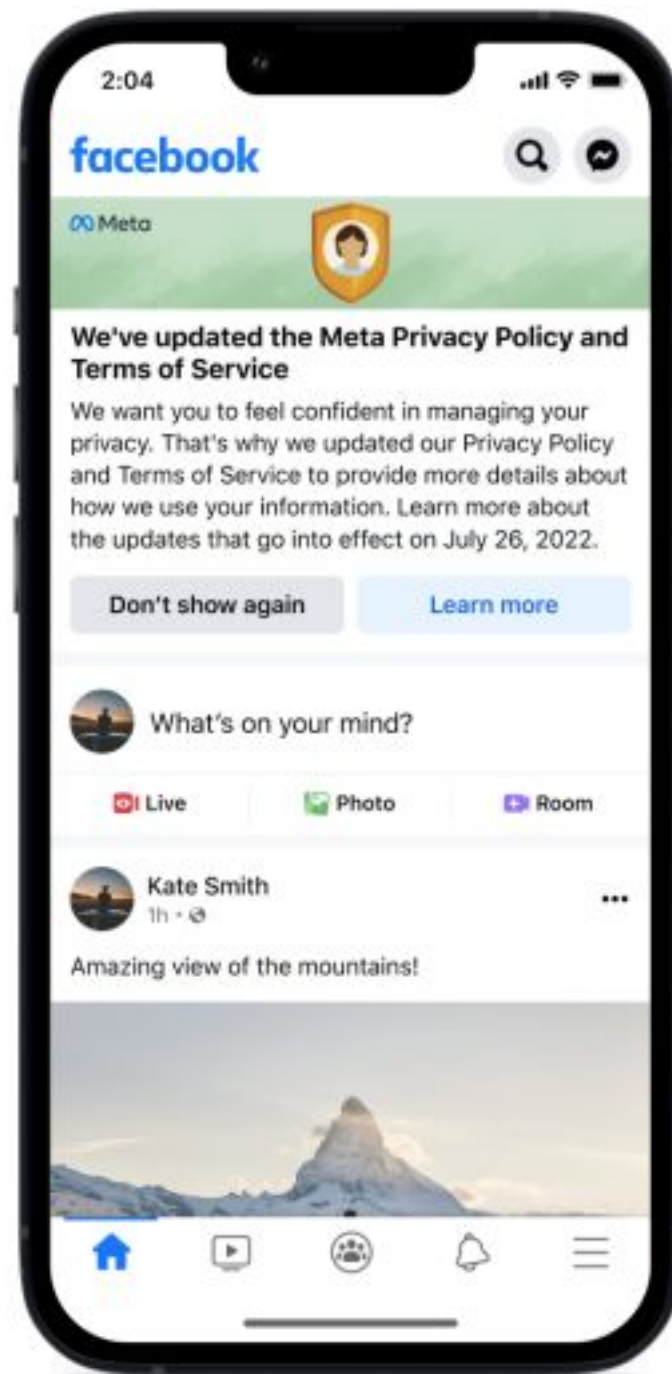 2:04
facebook
Meta
We've updated the Meta Privacy Policy and
Terms of Service
We want you to feel confident in managing your
privacy. That's why we updated our Privacy Policy
and Terms of Service to provide more details about
how we use your information. Learn more about
the updates that go into effect on July 26, 2022.
Don't show again
Learn more
What's on your mind?
Live
Photo
Room
Kate Smith
1h
Amazing view of the mountains!